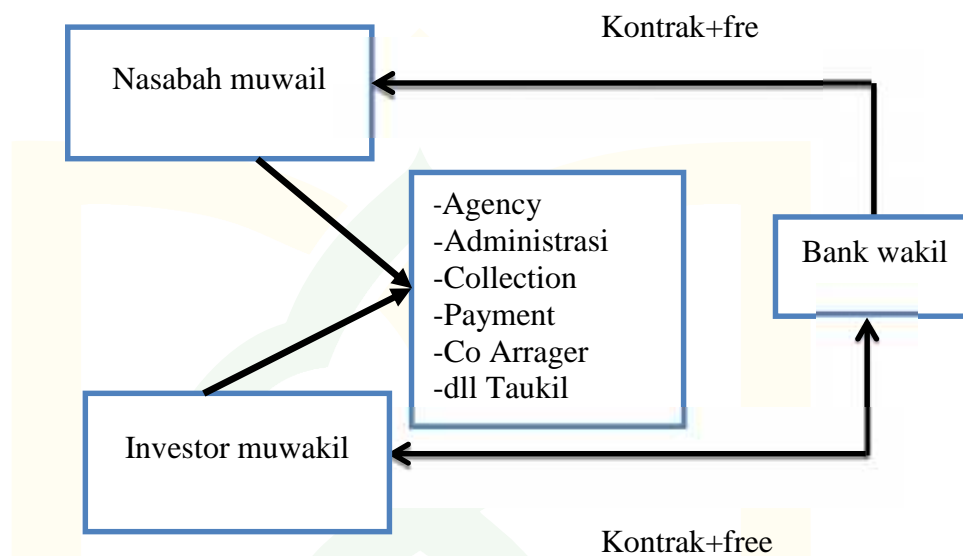 Kontrak+fre
Nasabah muwail
-Agency
-Administrasi
-Collection
-Payment
-Co Arrager
-dll Taukil
Bank wakil
Investor muwakil
Kontrak+free